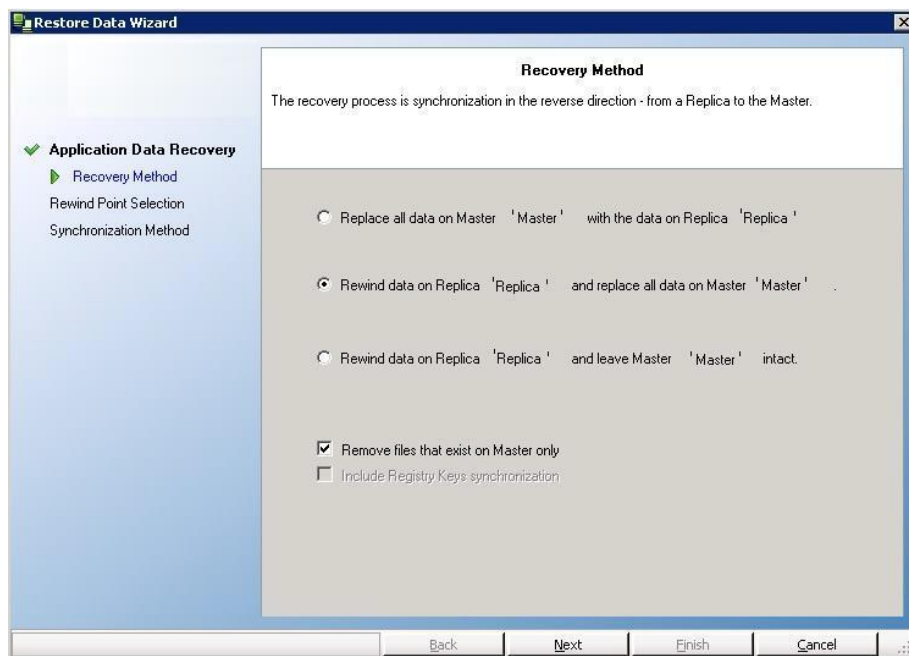 Restore Data Wizard
Application Data Recovery
Recovery Method
Rewind Point Selection
Synchronization Method
Recovery Method
The recovery process is synchronization in the reverse direction - from a Replica to the Master.
Replace all data on Master 'Master' with the data on Replica 'Replica'
Rewind data on Replica 'Replica' and replace all data on Master 'Master' .
Rewind data on Replica 'Replica' and leave Master 'Master' intact.
Remove files that exist on Master only
Include Registry Keys synchronization
Back Next Finish Cancel